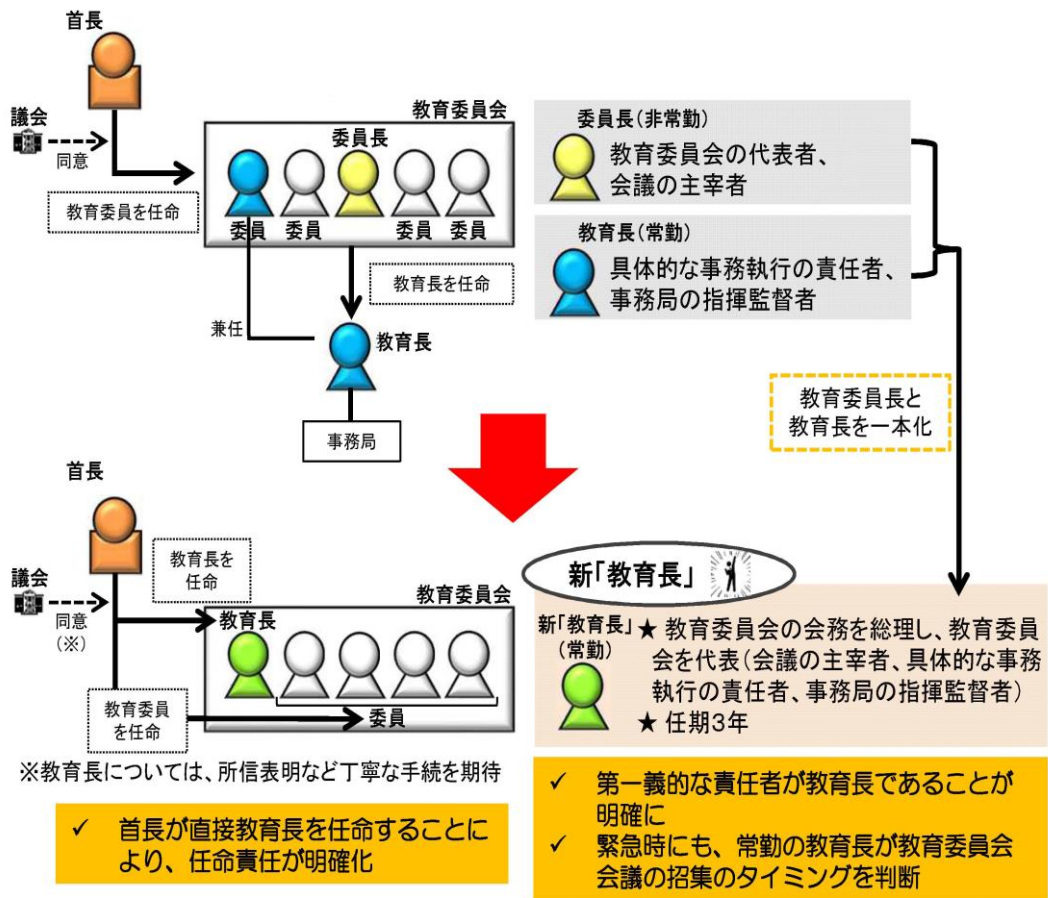 首長
議会
同意
教育委員を任命
教育委員会
委員長
委員
委員
委員
委員
教育長を任命
兼任
教育長
事務局
委員長(非常勤)
教育委員会の代表者、
会議の主宰者
教育長(常勤)
具体的な事務執行の責任者、
事務局の指揮監督者
教育委員長と
教育長を一本化
首長
教育長を
任命
議会
同意
(※)
教育委員会
教育長
委員
教育委員
を任命
※教育長については、所信表明など丁寧な手続を期待
✓ 首長が直接教育長を任命することに
より、任命責任が明確化
新「教育長」
新「教育長」
(常勤)
★ 教育委員会の会務を総理し、教育委員
会を代表(会議の主宰者、具体的な事務
執行の責任者、事務局の指揮監督者)
★ 任期3年
✓ 第一義的な責任者が教育長であることが
明確に
✓ 緊急時にも、常勤の教育長が教育委員会
会議の招集のタイミングを判断